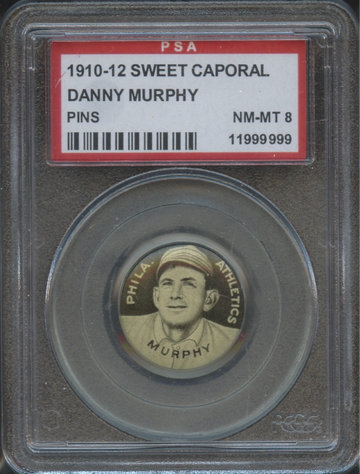 PSA
1910-12 SWEET CAPORAL
DANNY MURPHY
PINS NM-MT 8
11999999
PHILA. ATHLETICS
MURPHY